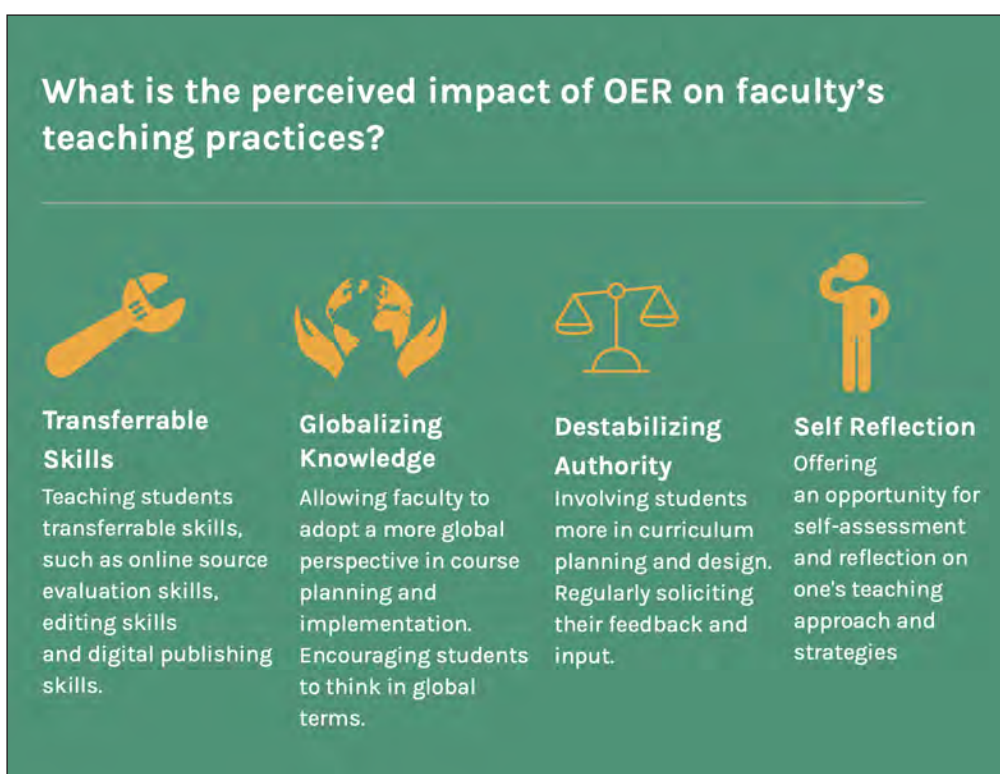 What is the perceived impact of OER on faculty's
teaching practices?
Transferrable
Skills
Teaching students
transferrable skills,
such as online source
evaluation skills,
editing skills
and digital publishing
skills.
Globalizing
Knowledge
Allowing faculty to
adopt a more global
perspective in course
planning and
implementation.
Encouraging students
to think in global
terms.
Destabilizing
Authority
Involving students
more in curriculum
planning and design.
Regularly soliciting
their feedback and
input.
Self Reflection
Offering
an opportunity for
self-assessment
and reflection on
one's teaching
approach and
strategies